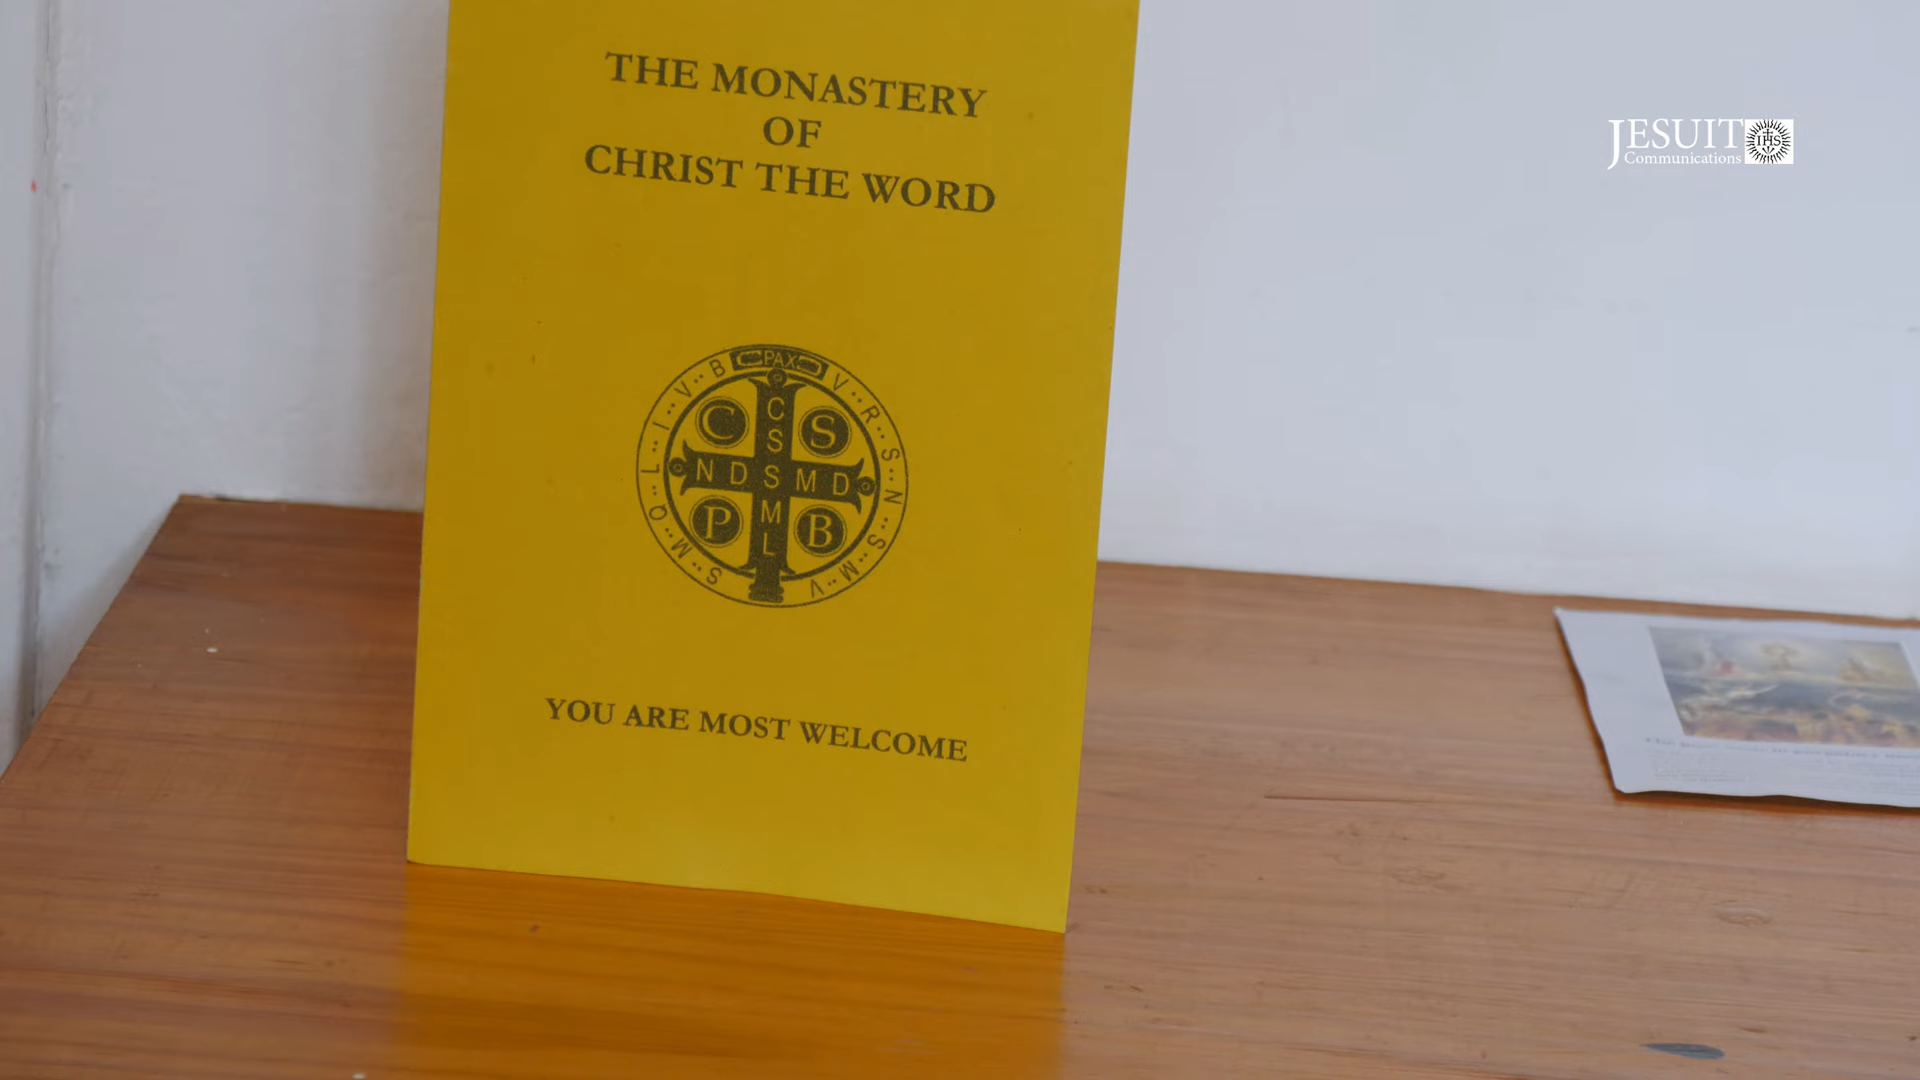 THE MONASTERY
OF
CHRIST THE WORD
PAX
V·· R·· S·· N·· S·· M·· V
S·· M·· Q·· L·· I·· V·· B
C S
C
S
N D S M D
M
L
P B
YOU ARE MOST WELCOME
JESUIT
Communications
IHS